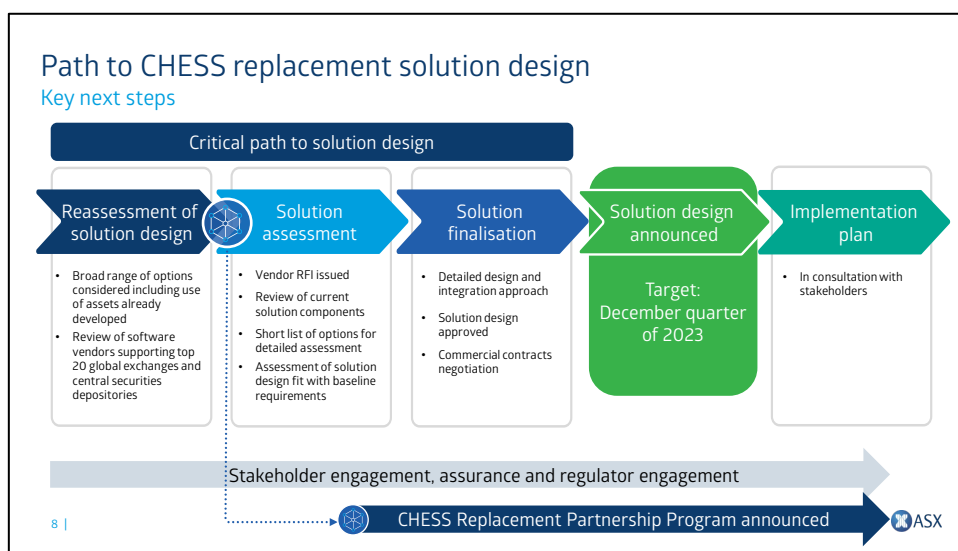 Path to CHESS replacement solution design
Key next steps
Critical path to solution design
Reassessment of
solution design
• Broad range of options
considered including use
of assets already
developed
• Review of software
vendors supporting top
20 global exchanges and
central securities
depositories
Solution
assessment
• Vendor RFI issued
• Review of current
solution components
• Short list of options for
detailed assessment
• Assessment of solution
design fit with baseline
requirements
Solution
finalisation
• Detailed design and
integration approach
• Solution design
approved
• Commercial contracts
negotiation
Solution design
announced
Target:
December quarter
of 2023
Implementation
plan
• In consultation with
stakeholders
Stakeholder engagement, assurance and regulator engagement
CHESS Replacement Partnership Program announced
8 |
ASX